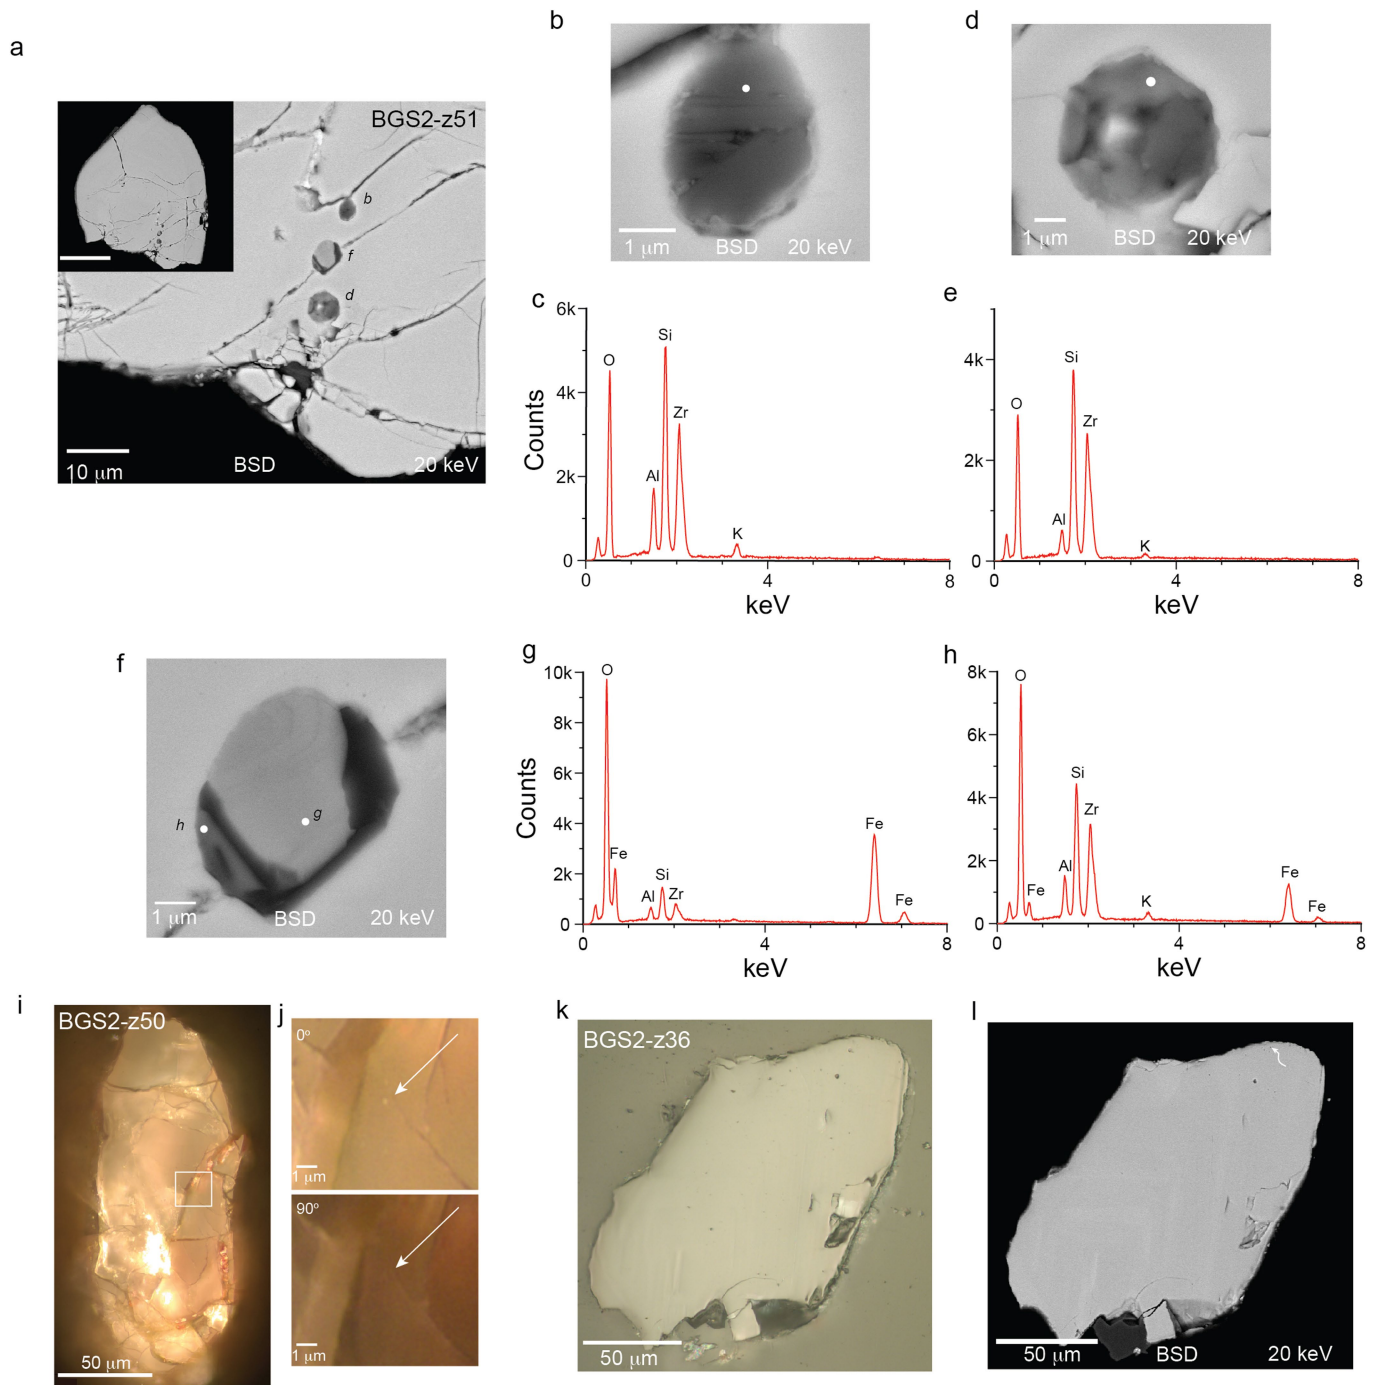 a
BGS2-z51
b
f
d
10 μm
BSD
20 keV
b
1 μm
BSD
20 keV
d
1 μm
BSD
20 keV
c
6k
4k
2k
0
Counts
O
Al
Si
Zr
K
0
4
8
keV
e
4k
2k
0
O
Al
Si
Zr
K
0
4
8
keV
f
h
g
1 μm
BSD
20 keV
g
10k
8k
6k
4k
2k
0
Counts
O
Fe
Al
Si
Zr
Fe
Fe
0
4
8
keV
h
8k
6k
4k
2k
0
O
Fe
Al
Si
Zr
K
Fe
Fe
0
4
8
keV
i
BGS2-z50
50 μm
j
0°
1 μm
90°
1 μm
k
BGS2-z36
50 μm
l
50 μm
BSD
20 keV